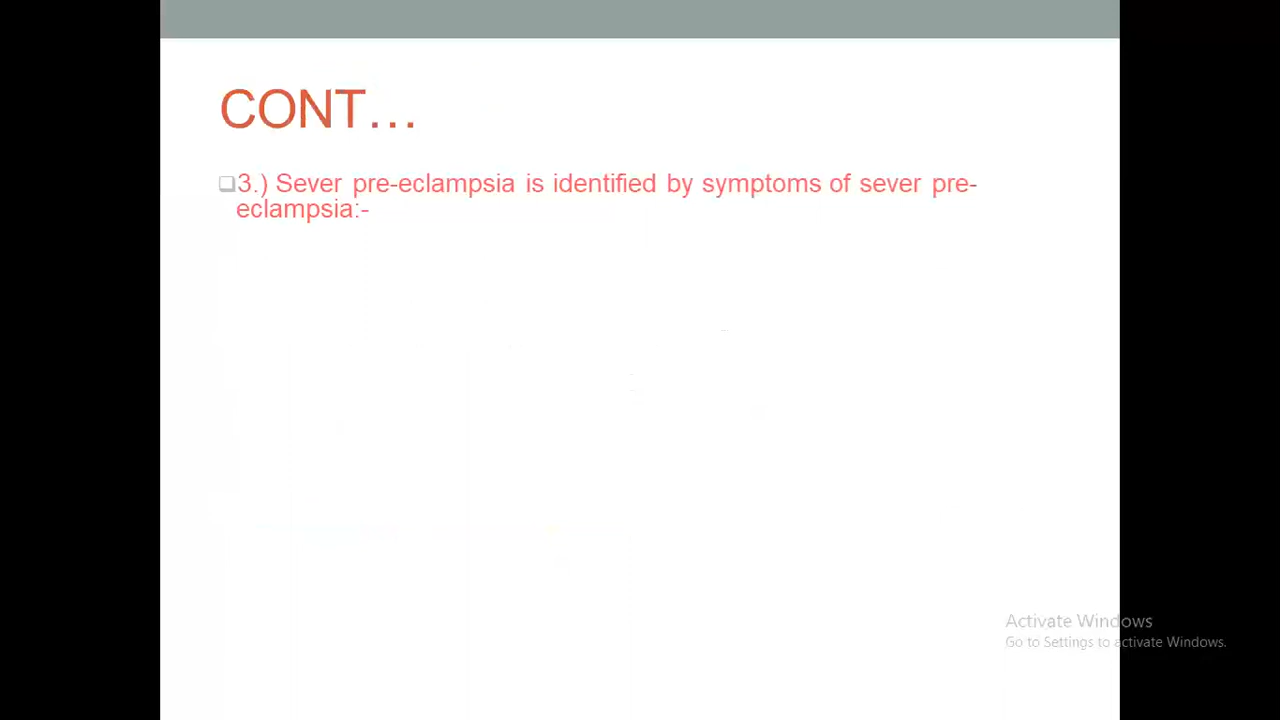 CONT…
❑3.) Sever pre-eclampsia is identified by symptoms of sever pre-
eclampsia:-
Activate Windows
Go to Settings to activate Windows.